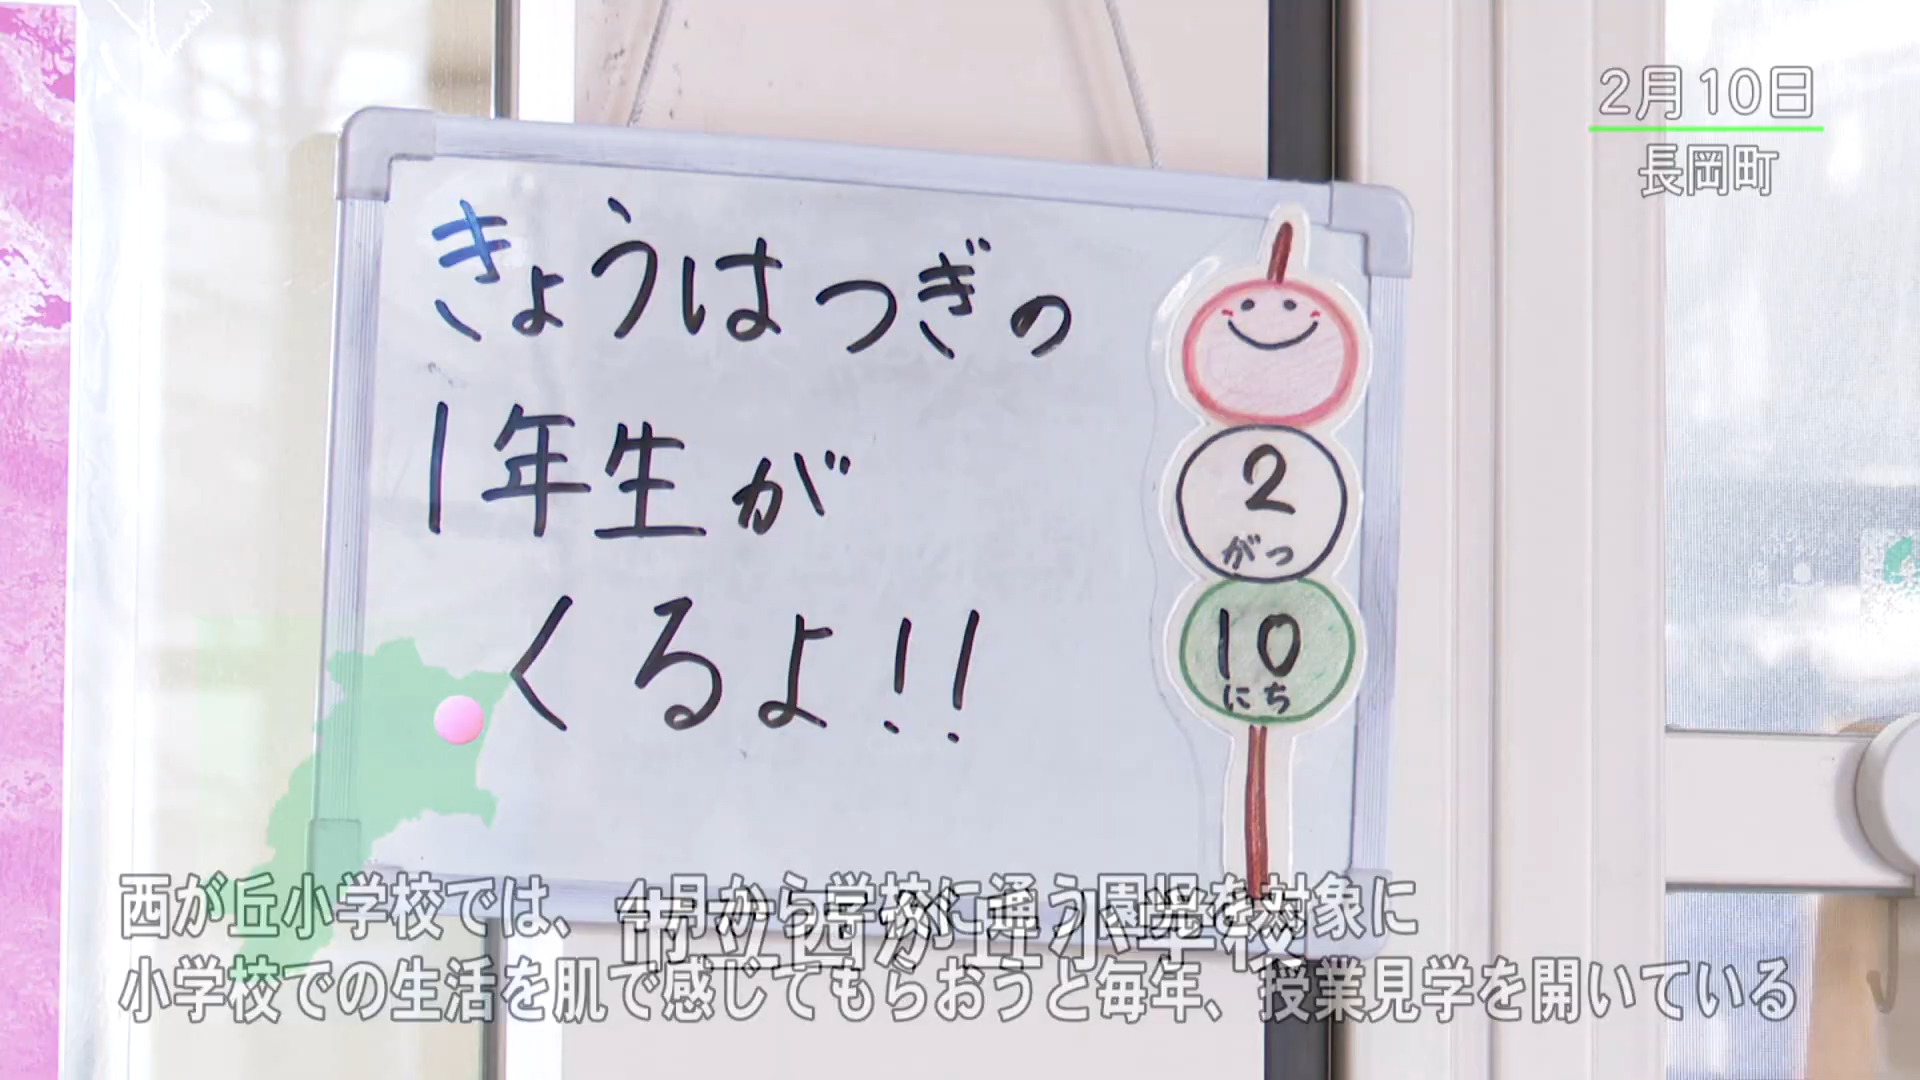 2月10日
長岡町
きょうはつぎの
1年生が
くるよ!!
2
がつ
10
にち
市立西が丘小学校
西が丘小学校では、4月から学校に通う園児を対象に
小学校での生活を肌で感じてもらおうと毎年、授業見学を開いている